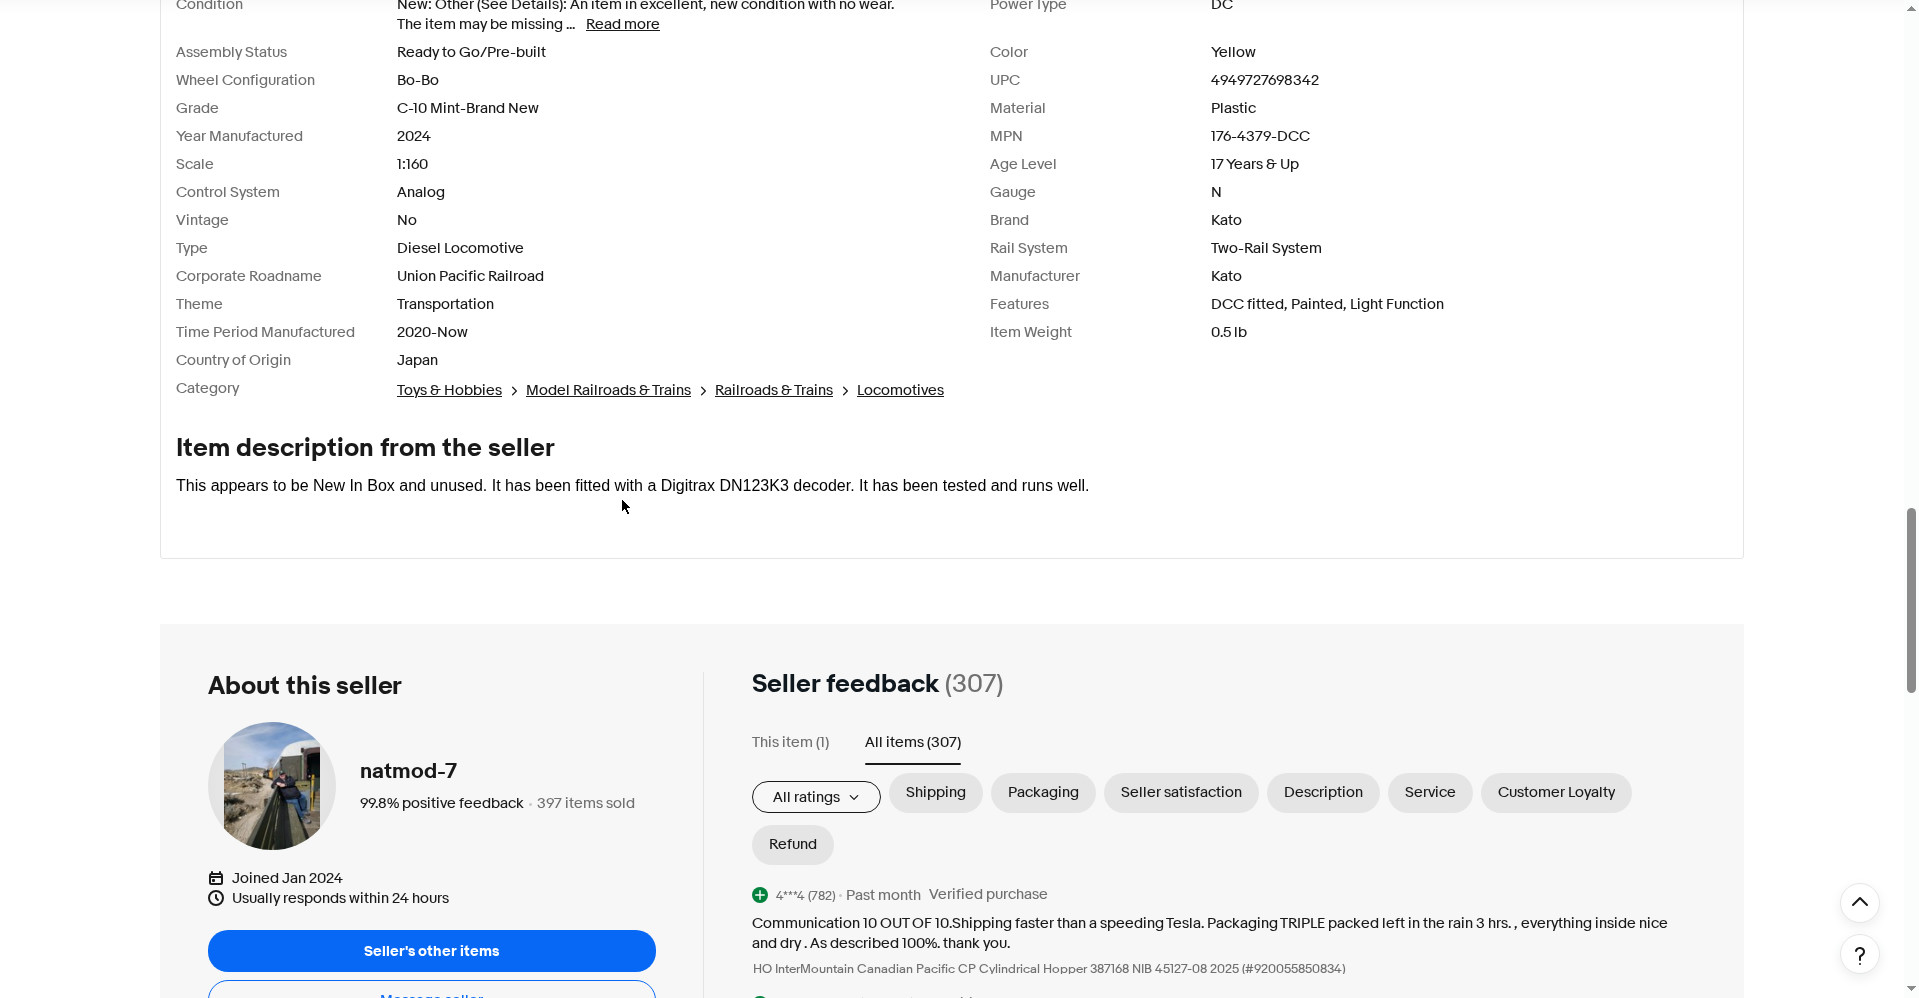 Condition New: Other (See Details): An item in excellent, new condition with no wear. Power Type DC
The item may be missing ... Read more
Assembly Status Ready to Go/Pre-built Color Yellow
Wheel Configuration Bo-Bo UPC 4949727698342
Grade C-10 Mint-Brand New Material Plastic
Year Manufactured 2024 MPN 176-4379-DCC
Scale 1:160 Age Level 17 Years & Up
Control System Analog Gauge N
Vintage No Brand Kato
Type Diesel Locomotive Rail System Two-Rail System
Corporate Roadname Union Pacific Railroad Manufacturer Kato
Theme Transportation Features DCC fitted, Painted, Light Function
Time Period Manufactured 2020-Now Item Weight 0.5 lb
Country of Origin Japan
Category Toys & Hobbies > Model Railroads & Trains > Railroads & Trains > Locomotives
Item description from the seller
This appears to be New In Box and unused. It has been fitted with a Digitrax DN123K3 decoder. It has been tested and runs well.
About this seller
natmod-7
99.8% positive feedback · 397 items sold
Joined Jan 2024
Usually responds within 24 hours
Seller's other items
Message seller
Seller feedback (307)
This item (1) All items (307)
All ratings Shipping Packaging Seller satisfaction Description Service Customer Loyalty
Refund
4***4 (782) · Past month Verified purchase
Communication 10 OUT OF 10.Shipping faster than a speeding Tesla. Packaging TRIPLE packed left in the rain 3 hrs. , everything inside nice
and dry . As described 100%. thank you.
HO InterMountain Canadian Pacific CP Cylindrical Hopper 387168 NIB 45127-08 2025 (#920055850834)
?